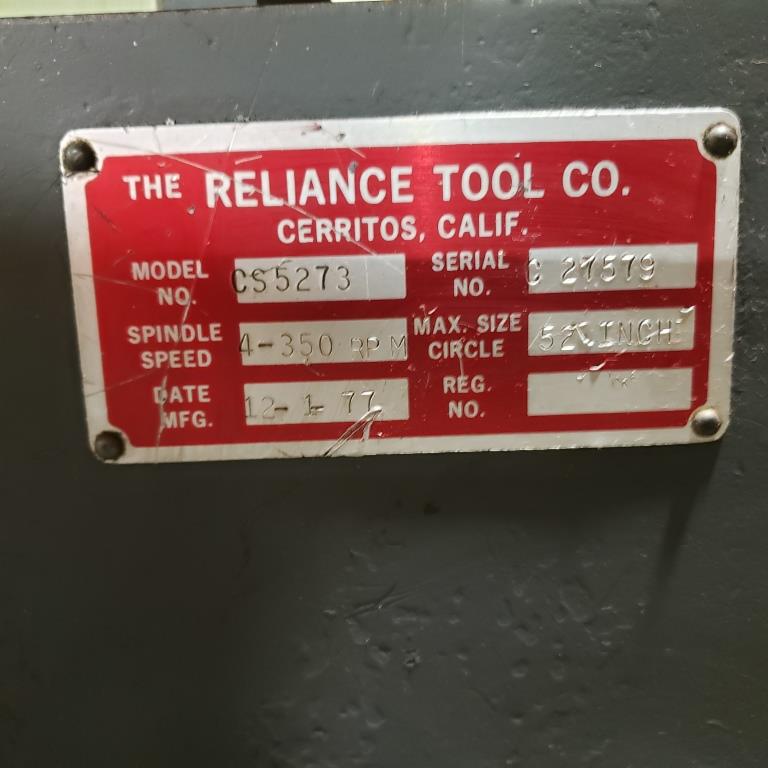 THE RELIANCE TOOL CO.
CERRITOS, CALIF.
MODEL NO. CS5273 SERIAL NO. C 27579
SPINDLE SPEED 4-350 RPM MAX. SIZE CIRCLE 52 INCH
DATE MFG. 12-1-77 REG. NO.